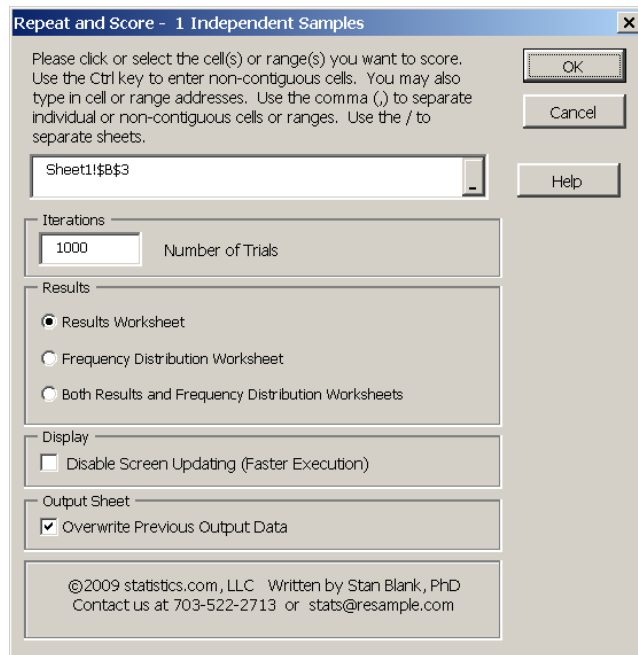 Repeat and Score - 1 Independent Samples
Please click or select the cell(s) or range(s) you want to score.
Use the Ctrl key to enter non-contiguous cells. You may also
type in cell or range addresses. Use the comma (,) to separate
individual or non-contiguous cells or ranges. Use the / to
separate sheets.
OK
Cancel
Sheet1!$B$3
Help
Iterations
1000 Number of Trials
Results
Results Worksheet
Frequency Distribution Worksheet
Both Results and Frequency Distribution Worksheets
Display
Disable Screen Updating (Faster Execution)
Output Sheet
Overwrite Previous Output Data
©2009 statistics.com, LLC Written by Stan Blank, PhD
Contact us at 703-522-2713 or stats@resample.com